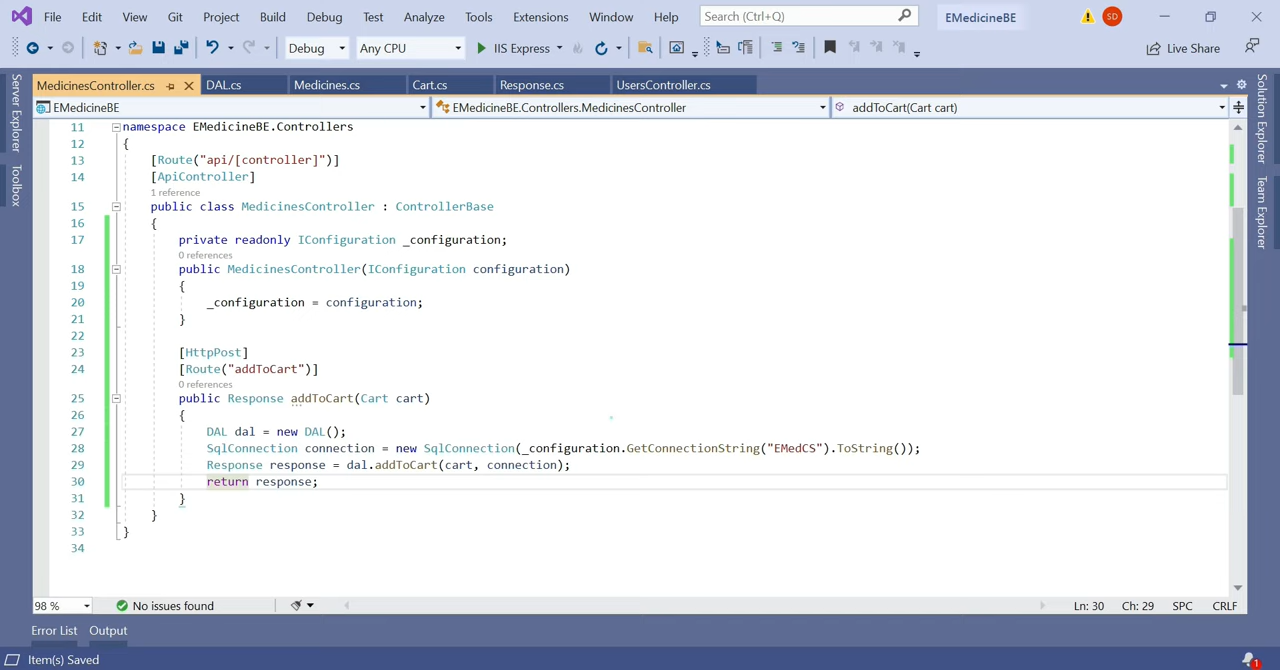 File Edit View Git Project Build Debug Test Analyze Tools Extensions Window Help Search (Ctrl+Q) EMedicineBE SD
Debug Any CPU IIS Express Live Share
MedicinesController.cs DAL.cs Medicines.cs Cart.cs Response.cs UsersController.cs
EMedicineBE EMedicineBE.Controllers.MedicinesController addToCart(Cart cart)
Server Explorer
Toolbox
Solution Explorer
Team Explorer
11 namespace EMedicineBE.Controllers
12 {
13 [Route("api/[controller]")]
14 [ApiController]
1 reference
15 public class MedicinesController : ControllerBase
16 {
17 private readonly IConfiguration _configuration;
0 references
18 public MedicinesController(IConfiguration configuration)
19 {
20 _configuration = configuration;
21 }
22
23 [HttpPost]
24 [Route("addToCart")]
0 references
25 public Response addToCart(Cart cart)
26 {
27 DAL dal = new DAL();
28 SqlConnection connection = new SqlConnection(_configuration.GetConnectionString("EMedCS").ToString());
29 Response response = dal.addToCart(cart, connection);
30 return response;
31 }
32 }
33 }
34
98 % No issues found Ln: 30 Ch: 29 SPC CRLF
Error List Output
Item(s) Saved 1